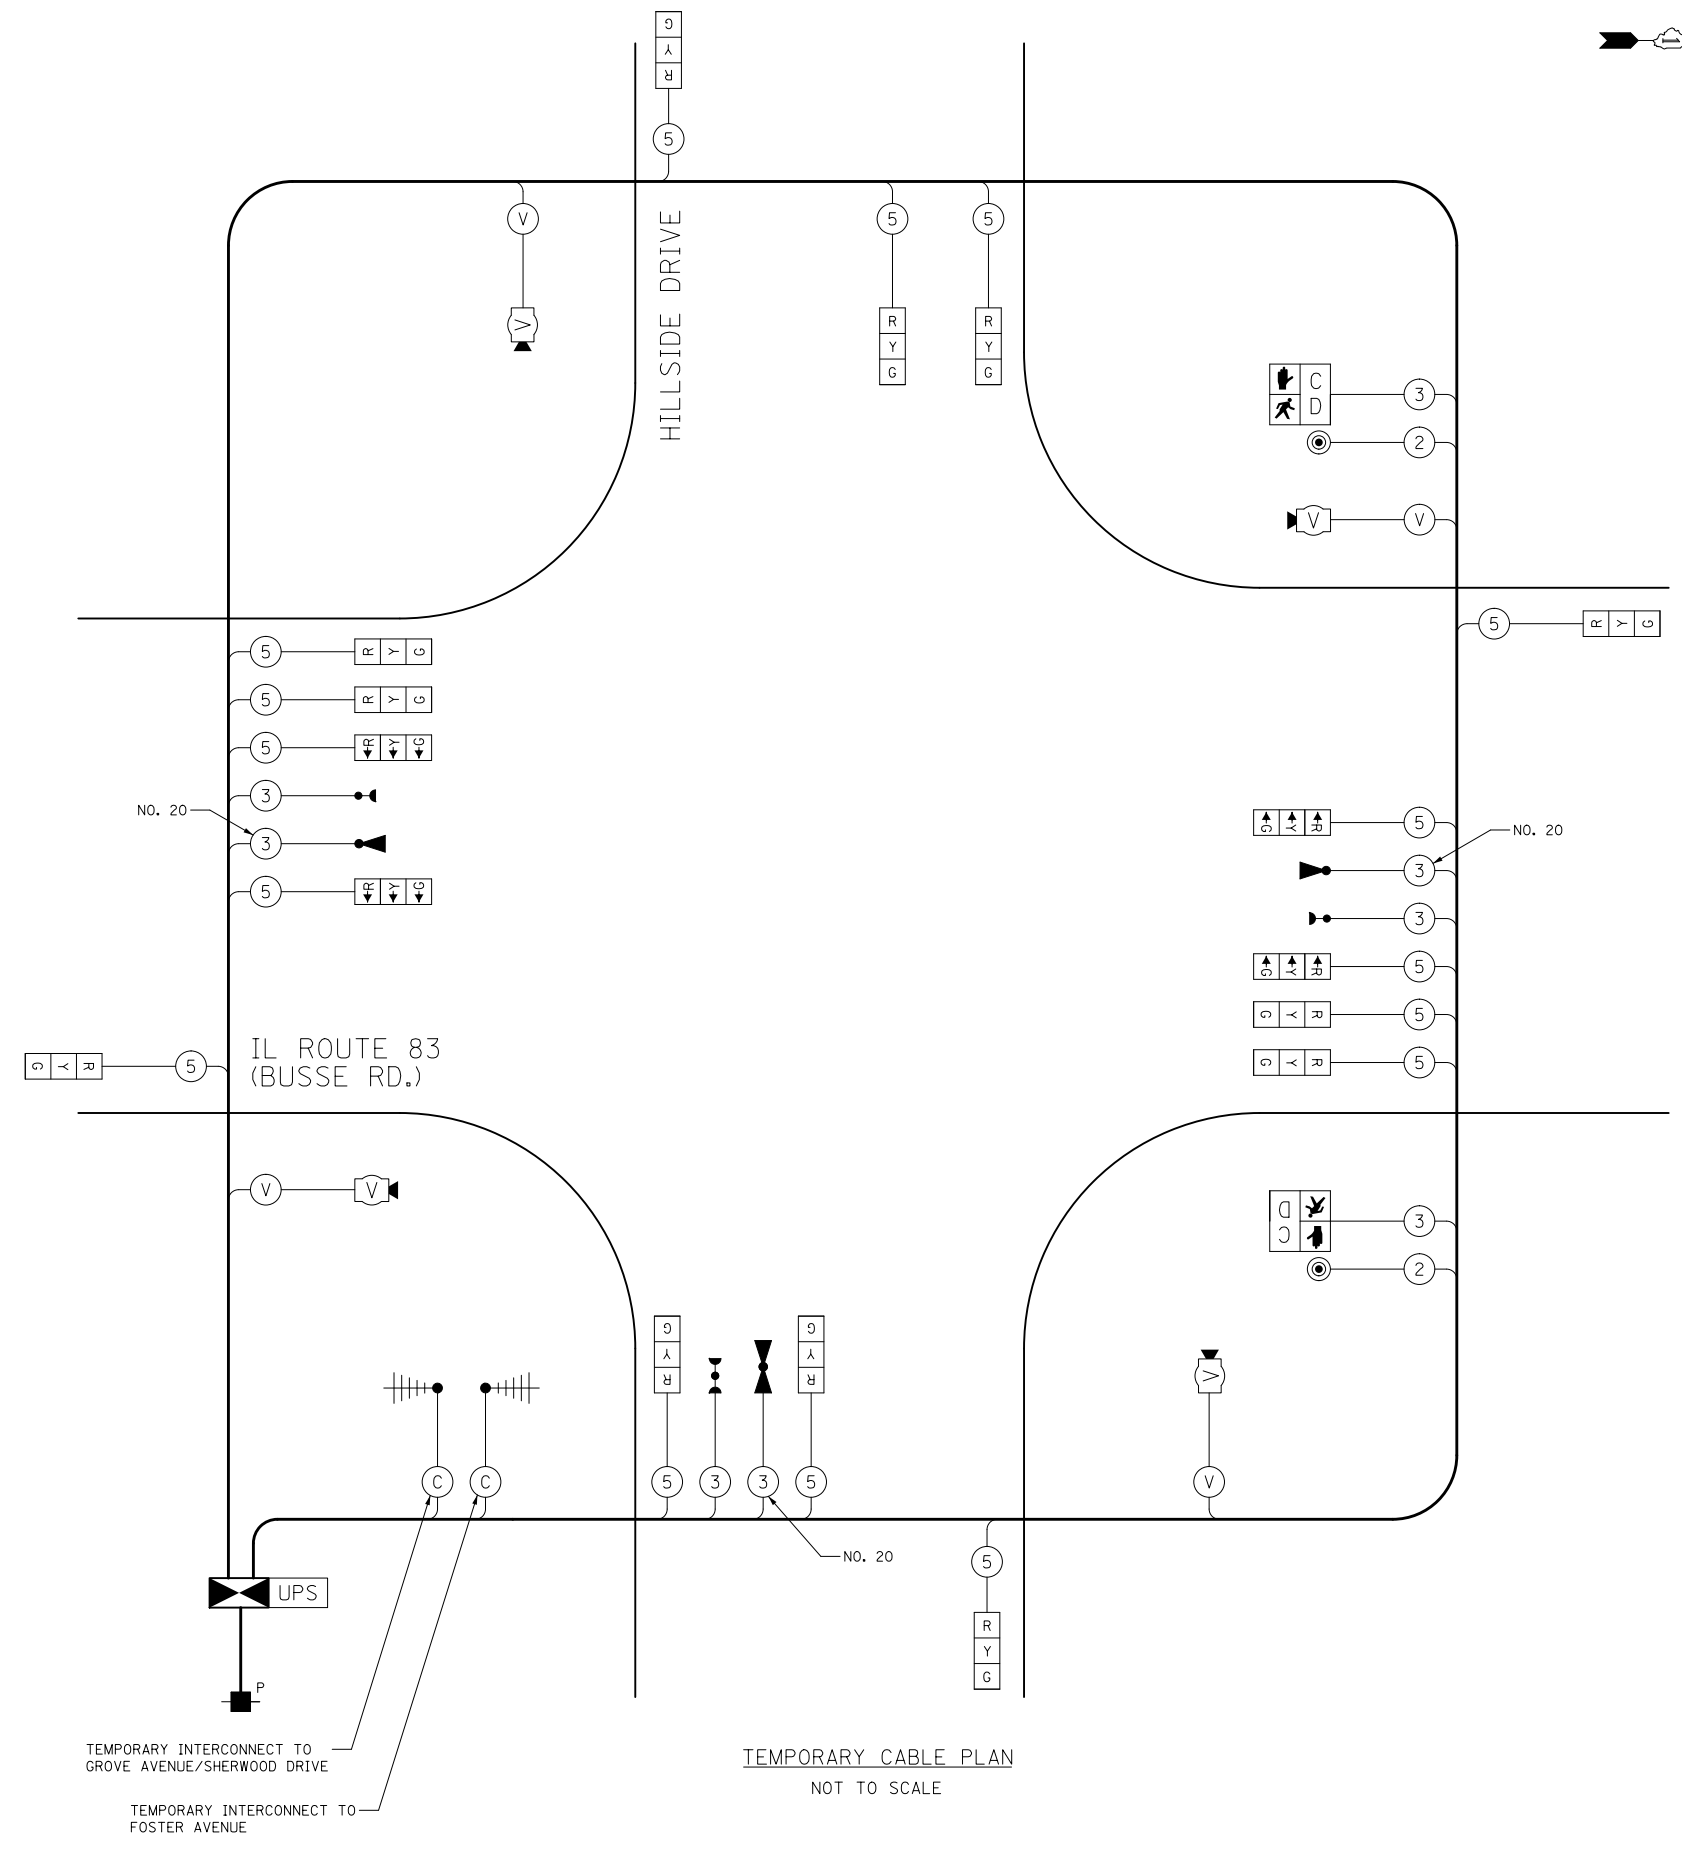 G
Y
R
5
HILLSIDE DRIVE
V
V
5
5
R
Y
G
R
Y
G
C
D
3
2
V
V
5
R Y G
5
R Y G
5
R Y G
5
R Y G
3
NO. 20
3
5
R Y G
G Y R
5
NO. 20
3
3
G Y R
5
G Y R
5
G Y R
5
IL ROUTE 83
(BUSSE RD.)
G Y R
5
V
V
D
C
3
2
G
Y
R
G
Y
R
V
C
C
5
3
3
5
V
NO. 20
5
R
Y
G
UPS
P
TEMPORARY INTERCONNECT TO
GROVE AVENUE/SHERWOOD DRIVE
TEMPORARY INTERCONNECT TO
FOSTER AVENUE
TEMPORARY CABLE PLAN
NOT TO SCALE